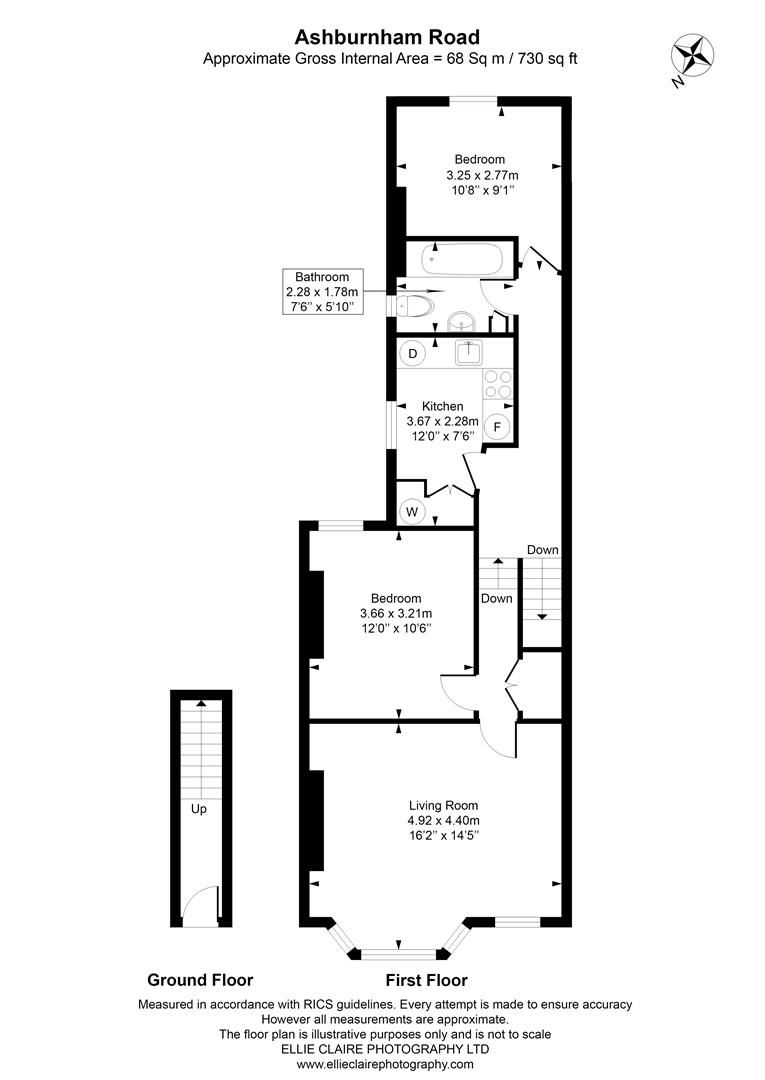 Ashburnham Road
Approximate Gross Internal Area = 68 Sq m / 730 sq ft
N
Bedroom
3.25 x 2.77m
10'8'' x 9'1''
Bathroom
2.28 x 1.78m
7'6'' x 5'10''
D
Kitchen
3.67 x 2.28m
12'0'' x 7'6''
F
W
Down
Bedroom
3.66 x 3.21m
12'0'' x 10'6''
Down
Living Room
4.92 x 4.40m
16'2'' x 14'5''
Up
Ground Floor
First Floor
Measured in accordance with RICS guidelines. Every attempt is made to ensure accuracy
However all measurements are approximate.
The floor plan is illustrative purposes only and is not to scale
ELLIE CLAIRE PHOTOGRAPHY LTD
www.ellieclairephotography.com